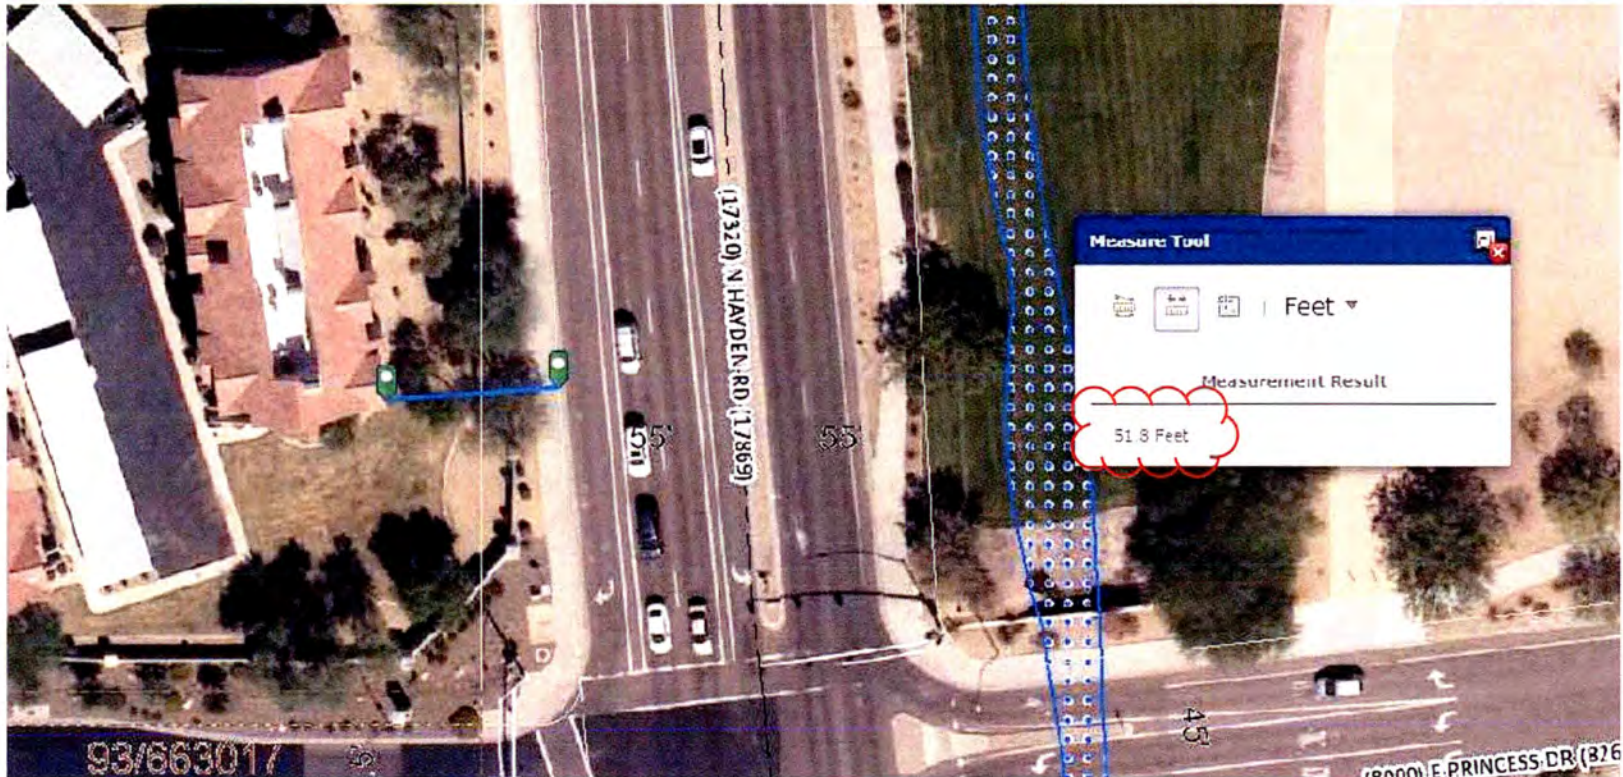 (17320) N HAYDEN RD (17869)
Measure Tool
Feet
Measurement Result
51.8 Feet
55'
55'
D
45'
93/663017
(8000) E PRINCESS DR (826